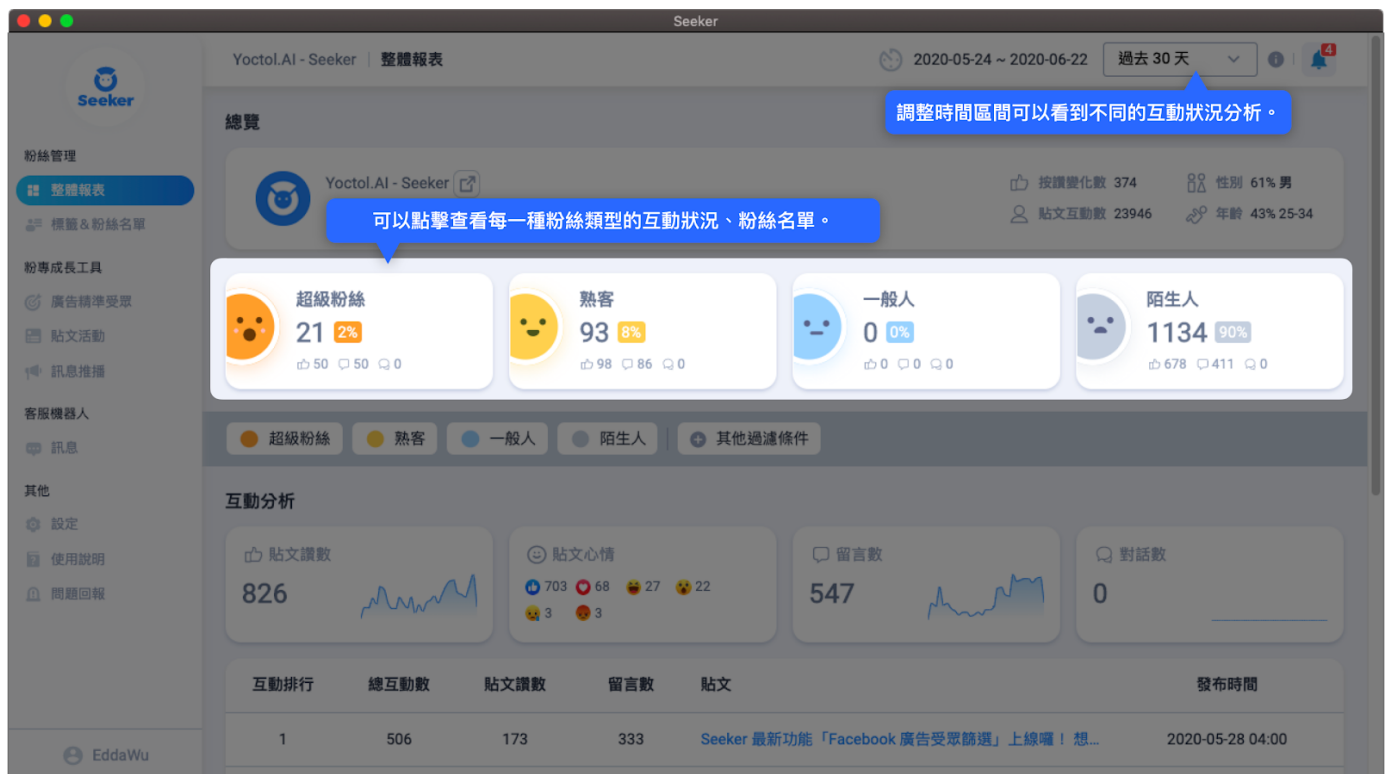 Seeker
Seeker
粉絲管理
整體報表
標籤&粉絲名單
粉專成長工具
廣告精準受眾
貼文活動
訊息推播
客服機器人
訊息
其他
設定
使用說明
問題回報
EddaWu
Yoctol.AI - Seeker | 整體報表
2020-05-24 ~ 2020-06-22 過去 30 天 4
調整時間區間可以看到不同的互動狀況分析。
總覽
Yoctol.AI - Seeker
按讚變化數 374 性別 61% 男
貼文互動數 23946 年齡 43% 25-34
可以點擊查看每一種粉絲類型的互動狀況、粉絲名單。
超級粉絲
21 2%
50 50 0
熟客
93 8%
98 86 0
一般人
0 0%
0 0 0
陌生人
1134 90%
678 411 0
超級粉絲 熟客 一般人 陌生人 其他過濾條件
互動分析
貼文讚數
826
貼文心情
703 68 27 22
3 3
留言數
547
對話數
0
互動排行 總互動數 貼文讚數 留言數 貼文 發布時間
1 506 173 333 Seeker 最新功能「Facebook 廣告受眾篩選」上線囉！ 想... 2020-05-28 04:00